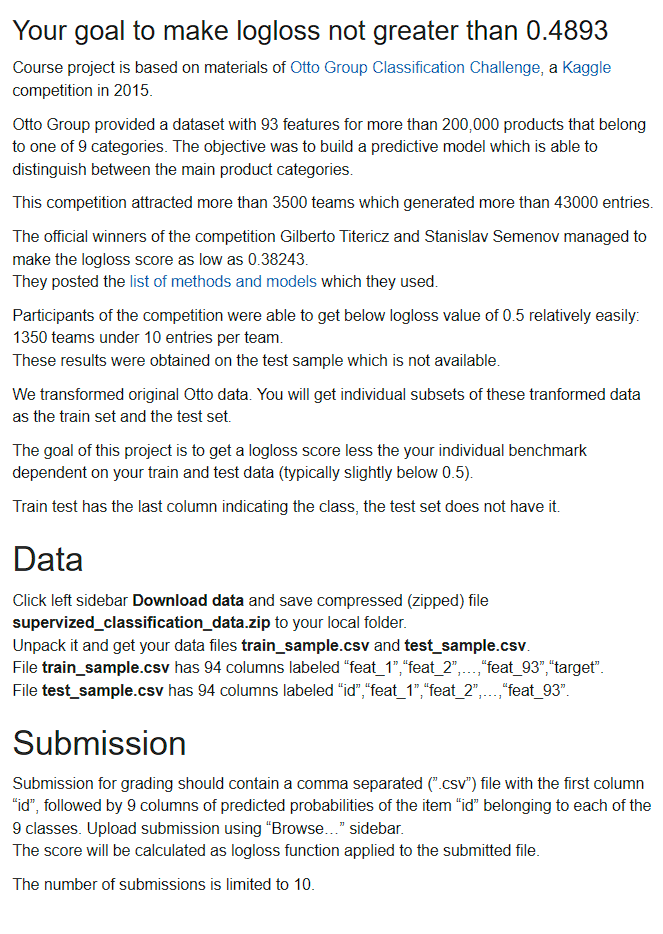 Your goal to make logloss not greater than 0.4893
Course project is based on materials of Otto Group Classification Challenge, a Kaggle
competition in 2015.
Otto Group provided a dataset with 93 features for more than 200,000 products that belong
to one of 9 categories. The objective was to build a predictive model which is able to
distinguish between the main product categories.
This competition attracted more than 3500 teams which generated more than 43000 entries.
The official winners of the competition Gilberto Titericz and Stanislav Semenov managed to
make the logloss score as low as 0.38243.
They posted the list of methods and models which they used.
Participants of the competition were able to get below logloss value of 0.5 relatively easily:
1350 teams under 10 entries per team.
These results were obtained on the test sample which is not available.
We transformed original Otto data. You will get individual subsets of these tranformed data
as the train set and the test set.
The goal of this project is to get a logloss score less the your individual benchmark
dependent on your train and test data (typically slightly below 0.5).
Train test has the last column indicating the class, the test set does not have it.
Data
Click left sidebar Download data and save compressed (zipped) file
supervized_classification_data.zip to your local folder.
Unpack it and get your data files train_sample.csv and test_sample.csv.
File train_sample.csv has 94 columns labeled “feat_1”,“feat_2”,…,“feat_93”,“target”.
File test_sample.csv has 94 columns labeled “id”,“feat_1”,“feat_2”,…,“feat_93”.
Submission
Submission for grading should contain a comma separated (”.csv”) file with the first column
“id”, followed by 9 columns of predicted probabilities of the item “id” belonging to each of the
9 classes. Upload submission using “Browse…” sidebar.
The score will be calculated as logloss function applied to the submitted file.
The number of submissions is limited to 10.